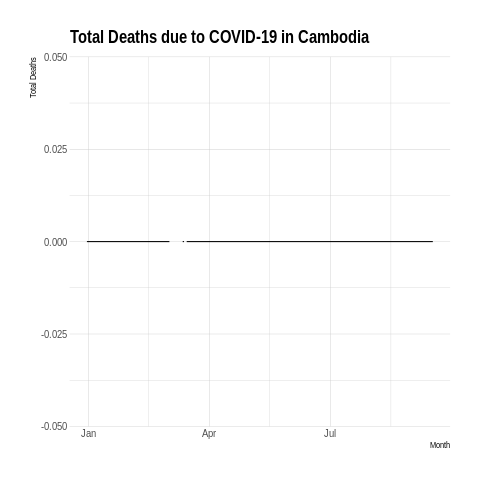 Total Deaths due to COVID-19 in Cambodia
Total Deaths
0.050
0.025
0.000
-0.025
-0.050
Jan Apr Jul
Month